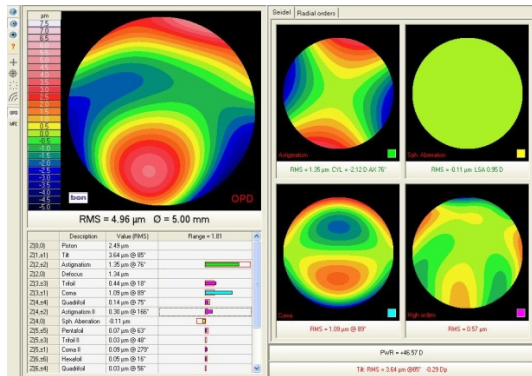 Seidel Radial orders
µm
7.5
7.0
6.5
6.0
5.5
5.0
4.5
4.0
3.5
3.0
2.5
2.0
1.5
1.0
0.5
0.0
-0.5
-1.0
-1.5
-2.0
-2.5
-3.0
-3.5
-4.0
-4.5
-5.0
OPD
WFE
?
bon
OPD
RMS = 4.96 µm Ø = 5.00 mm
Description Value (RMS) Range = 1.81
Z(0,0) Piston 2.49 µm
Z(1,±1) Tilt 3.64 µm @ 85°
Z(2,±2) Astigmatism 1.35 µm @ 76°
Z(2,0) Defocus 1.34 µm
Z(3,±3) Trifoil 0.44 µm @ 18°
Z(3,±1) Coma 1.09 µm @ 89°
Z(4,±4) Quadrifoil 0.14 µm @ 75°
Z(4,±2) Astigmatism II 0.30 µm @ 166°
Z(4,0) Sph. Aberration -0.11 µm
Z(5,±5) Pentafoil 0.07 µm @ 63°
Z(5,±3) Trifoil II 0.03 µm @ 48°
Z(5,±1) Coma II 0.09 µm @ 279°
Z(6,±6) Hexafoil 0.05 µm @ 16°
Z(6,±4) Quadrifoil 0.03 µm @ 56°
Astigmatism
RMS = 1.35 µm CYL = -2.12 D AX 76°
Sph. Aberration
RMS = -0.11 µm LSA 0.95 D
Coma
RMS = 1.09 µm @ 89°
High orders
RMS = 0.57 µm
PWR = +46.57 D
Tilt: RMS = 3.64 µm @85° -0.29 Dp